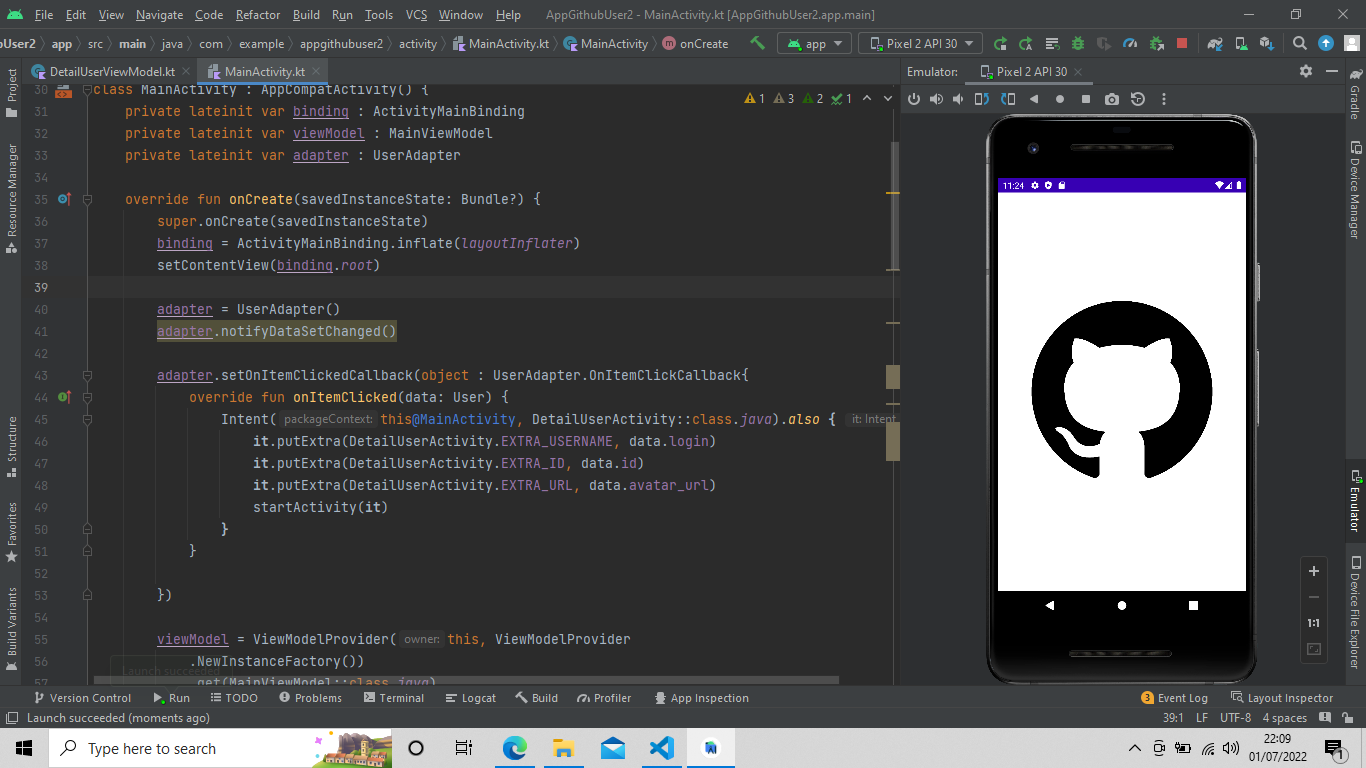 File Edit View Navigate Code Refactor Build Run Tools VCS Window Help AppGithubUser2 - MainActivity.kt [AppGithubUser2.app.main]
oUser2 app src main java com example appgithubuser2 activity MainActivity.kt MainActivity onCreate app Pixel 2 API 30
DetailUserViewModel.kt MainActivity.kt Emulator: Pixel 2 API 30
Project
Resource Manager
Structure
Favorites
Build Variants
1 3 2 1
30 class MainActivity : AppCompatActivity() {
31 private lateinit var binding : ActivityMainBinding
32 private lateinit var viewModel : MainViewModel
33 private lateinit var adapter : UserAdapter
34
35 override fun onCreate(savedInstanceState: Bundle?) {
36 super.onCreate(savedInstanceState)
37 binding = ActivityMainBinding.inflate(layoutInflater)
38 setContentView(binding.root)
39
40 adapter = UserAdapter()
41 adapter.notifyDataSetChanged()
42
43 adapter.setOnItemClickedCallback(object : UserAdapter.OnItemClickCallback{
44 override fun onItemClicked(data: User) {
45 Intent( packageContext: this@MainActivity, DetailUserActivity::class.java).also { it: Intent
46 it.putExtra(DetailUserActivity.EXTRA_USERNAME, data.login)
47 it.putExtra(DetailUserActivity.EXTRA_ID, data.id)
48 it.putExtra(DetailUserActivity.EXTRA_URL, data.avatar_url)
49 startActivity(it)
50 }
51 }
52
53 })
54
55 viewModel = ViewModelProvider( owner: this, ViewModelProvider
56 .NewInstanceFactory())
57 .get(MainViewModel::class.java)
Launch succeeded
11:24
1:1
Gradle
Device Manager
Emulator
Device File Explorer
Version Control Run TODO Problems Terminal Logcat Build Profiler App Inspection 3 Event Log Layout Inspector
Launch succeeded (moments ago) 39:1 LF UTF-8 4 spaces
Type here to search
22:09
01/07/2022
1